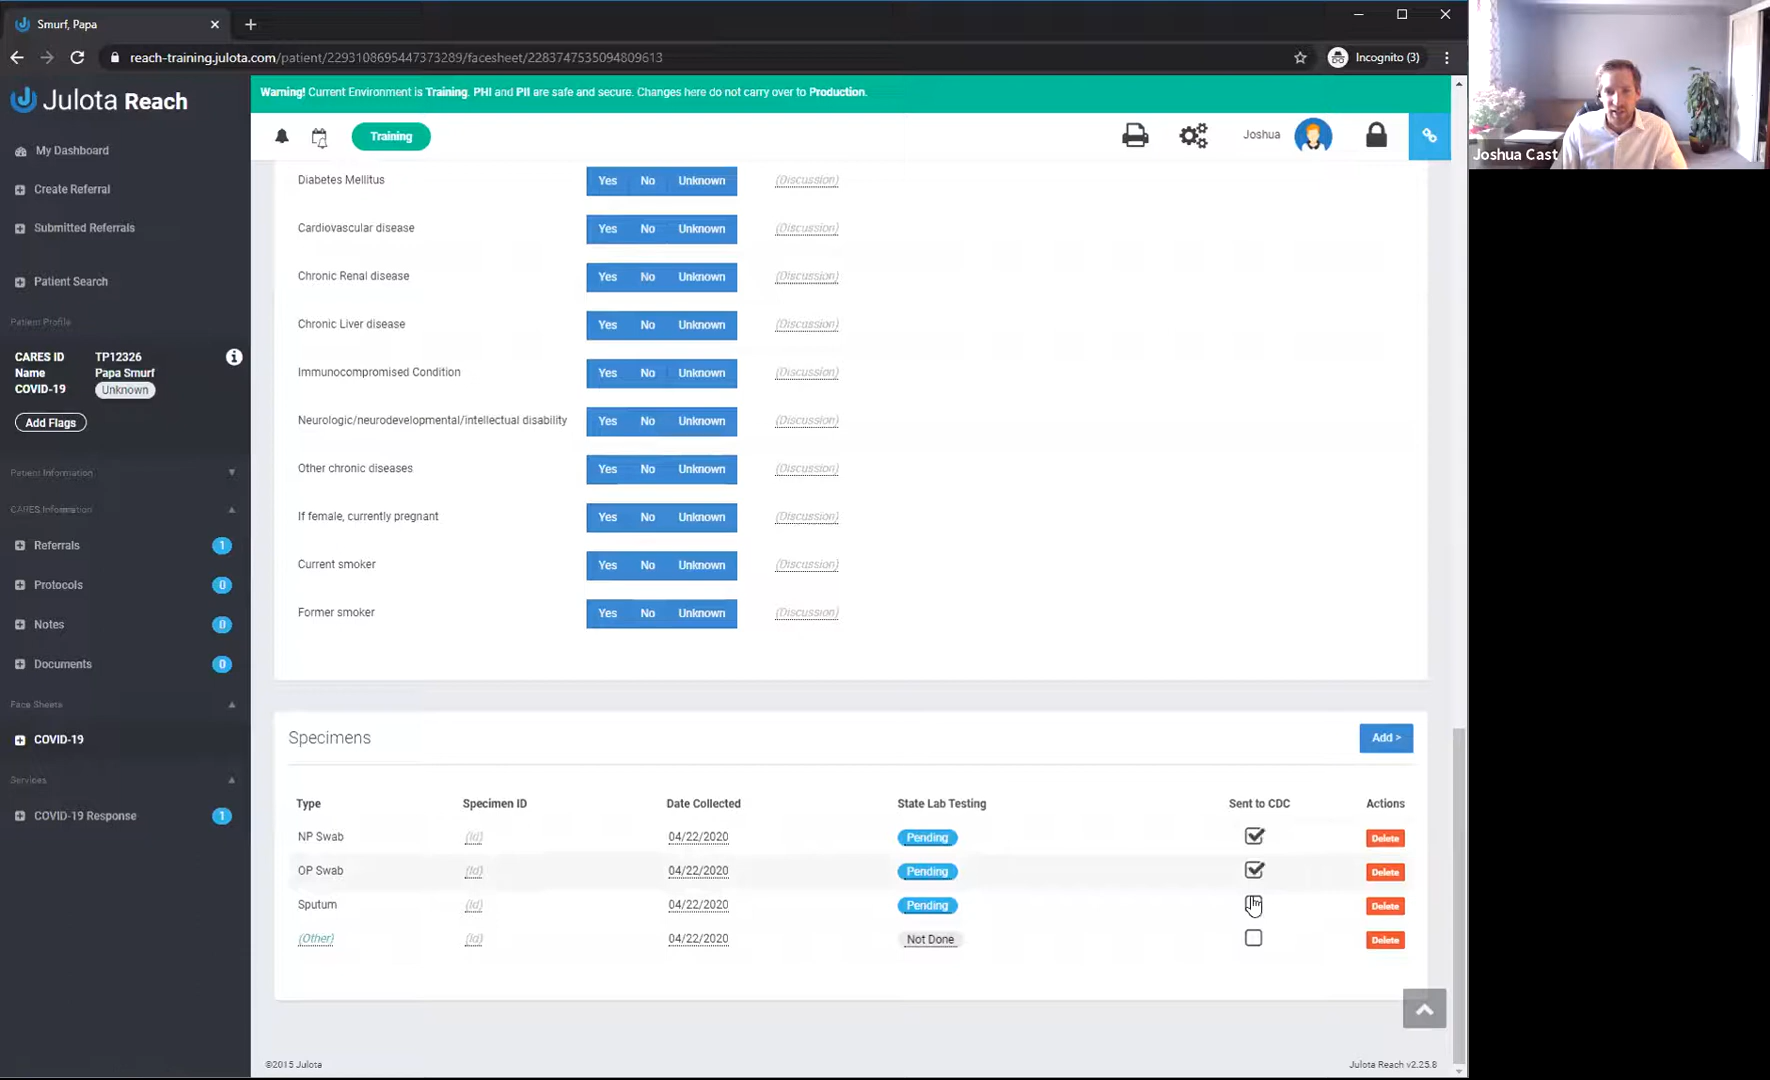 Smurf, Papa
reach-training.julota.com/patient/2293108695447373289/facesheet/2283747535094809613
Incognito (3)
Julota Reach
Warning! Current Environment is Training. PHI and PII are safe and secure. Changes here do not carry over to Production.
Training
Joshua
Joshua Cast
My Dashboard
Create Referral
Submitted Referrals
Patient Search
Patient Profile
CARES ID TP12326
Name Papa Smurf
COVID-19 Unknown
Add Flags
Patient Information
CARES Information
Referrals 1
Protocols 0
Notes 0
Documents 0
Face Sheets
COVID-19
Services
COVID-19 Response 1
Diabetes Mellitus Yes No Unknown (Discussion)
Cardiovascular disease Yes No Unknown (Discussion)
Chronic Renal disease Yes No Unknown (Discussion)
Chronic Liver disease Yes No Unknown (Discussion)
Immunocompromised Condition Yes No Unknown (Discussion)
Neurologic/neurodevelopmental/intellectual disability Yes No Unknown (Discussion)
Other chronic diseases Yes No Unknown (Discussion)
If female, currently pregnant Yes No Unknown (Discussion)
Current smoker Yes No Unknown (Discussion)
Former smoker Yes No Unknown (Discussion)
Specimens Add >
Type Specimen ID Date Collected State Lab Testing Sent to CDC Actions
NP Swab (Id) 04/22/2020 Pending Delete
OP Swab (Id) 04/22/2020 Pending Delete
Sputum (Id) 04/22/2020 Pending Delete
(Other) (Id) 04/22/2020 Not Done Delete
©2015 Julota
Julota Reach v2.25.8